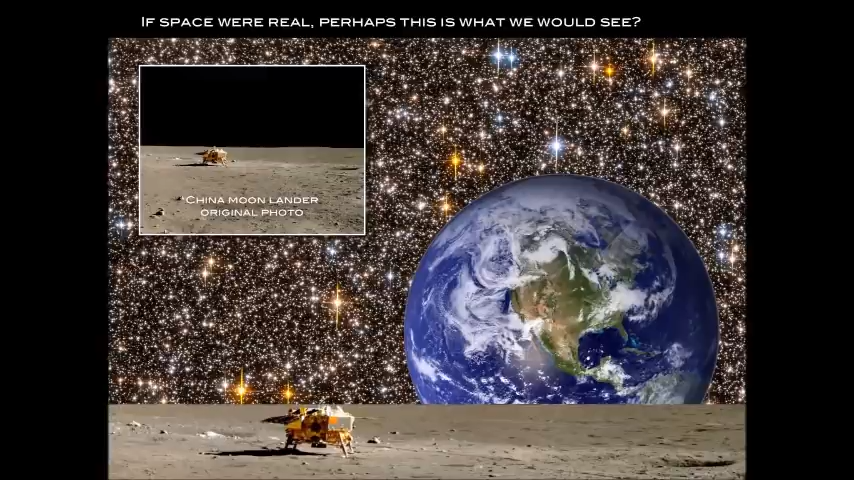 If space were real, perhaps this is what we would see?
*China moon lander
original photo